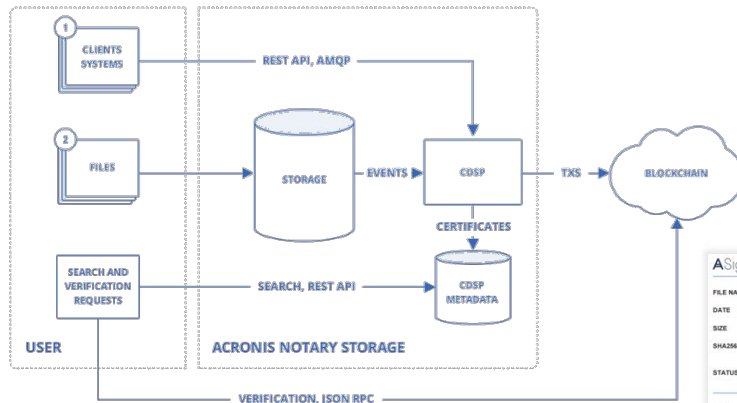 1
CLIENTS
SYSTEMS
REST API, AMQP
2
FILES
STORAGE
EVENTS
CDSP
TXS
BLOCKCHAIN
CERTIFICATES
SEARCH AND
VERIFICATION
REQUESTS
SEARCH, REST API
CDSP
METADATA
USER
ACRONIS NOTARY STORAGE
VERIFICATION, JSON RPC
ASig
FILE NA
DATE
SIZE
SHA256
STATUS